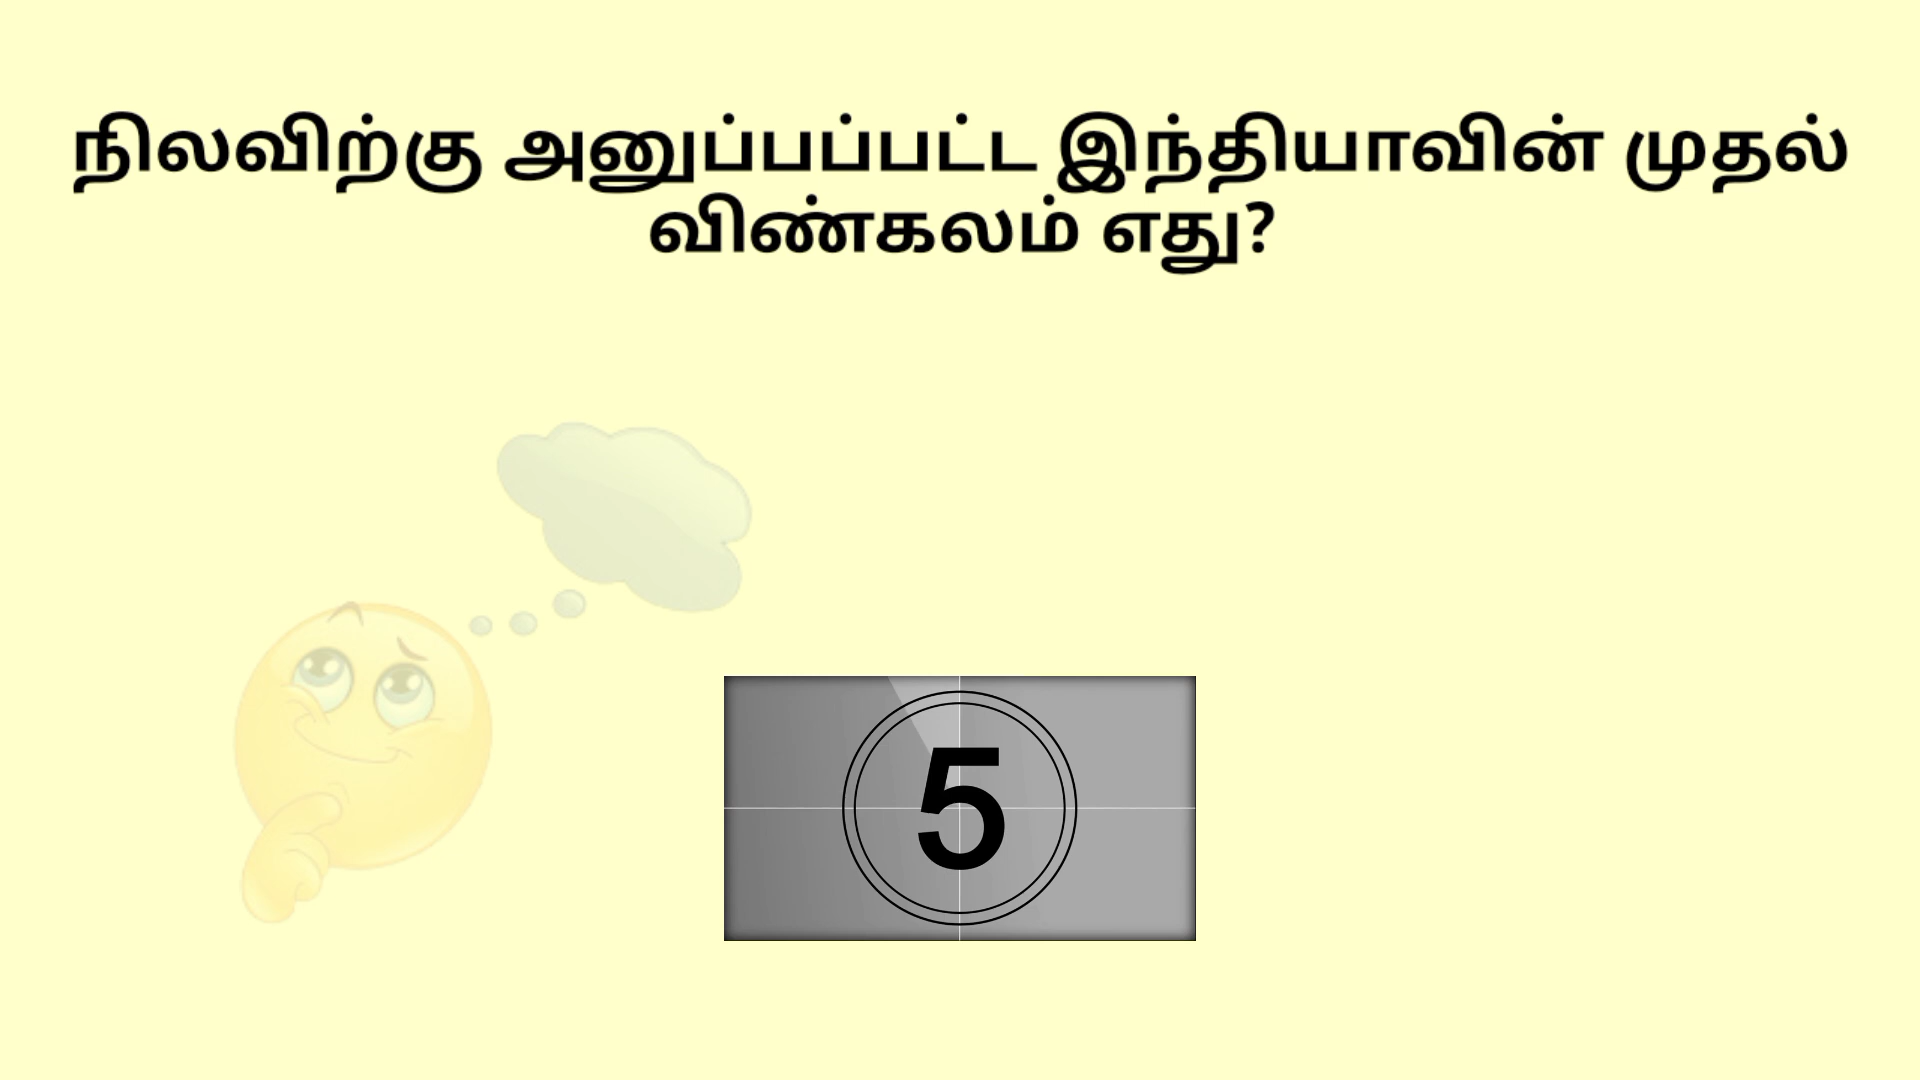 நிலவிற்கு அனுப்பப்பட்ட இந்தியாவின் முதல்
விண்கலம் எது?
5